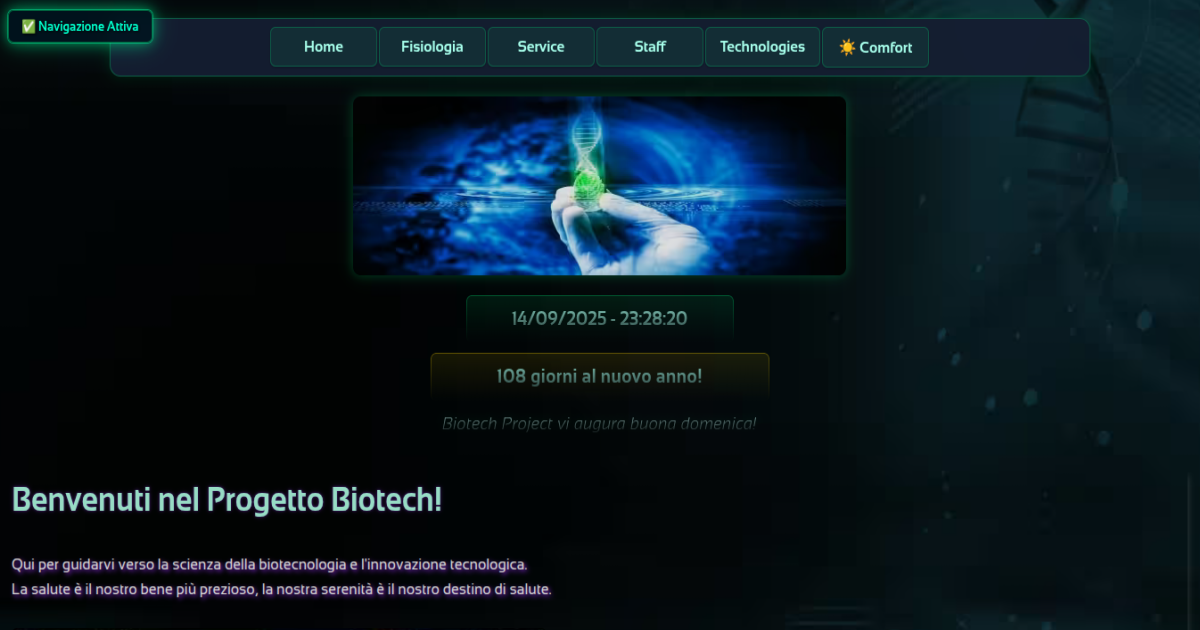 ✅ Navigazione Attiva
Home
Fisiologia
Service
Staff
Technologies
☀️ Comfort
14/09/2025 - 23:28:20
108 giorni al nuovo anno!
Biotech Project vi augura buona domenica!
Benvenuti nel Progetto Biotech!
Qui per guidarvi verso la scienza della biotecnologia e l'innovazione tecnologica.
La salute è il nostro bene più prezioso, la nostra serenità è il nostro destino di salute.